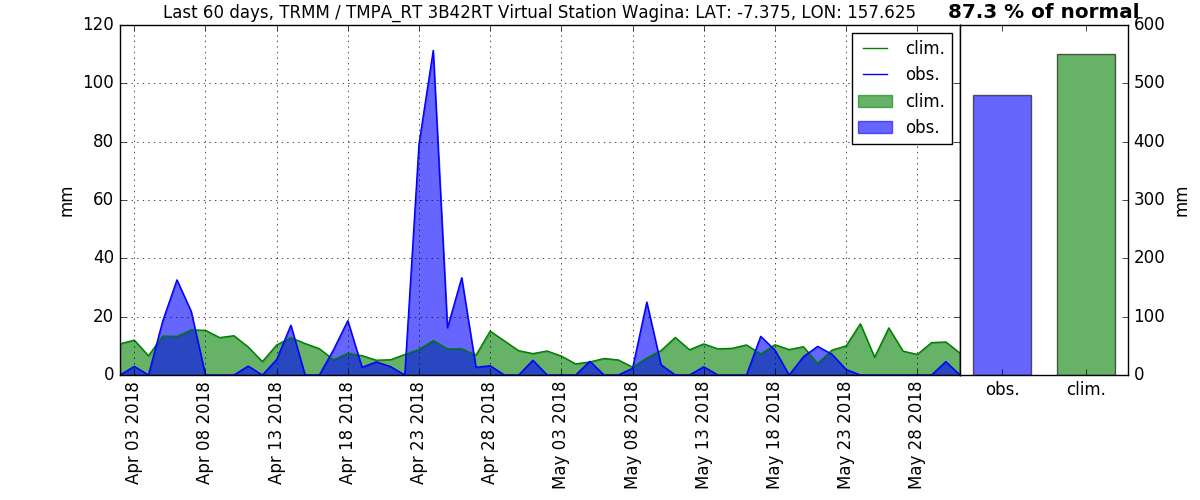 Last 60 days, TRMM / TMPA_RT 3B42RT Virtual Station Wagina: LAT: -7.375, LON: 157.625
87.3 % of normal
120
100
80
60
40
20
0
mm
clim.
obs.
clim.
obs.
600
500
400
300
200
100
0
mm
obs.
clim.
Apr 03 2018
Apr 08 2018
Apr 13 2018
Apr 18 2018
Apr 23 2018
Apr 28 2018
May 03 2018
May 08 2018
May 13 2018
May 18 2018
May 23 2018
May 28 2018